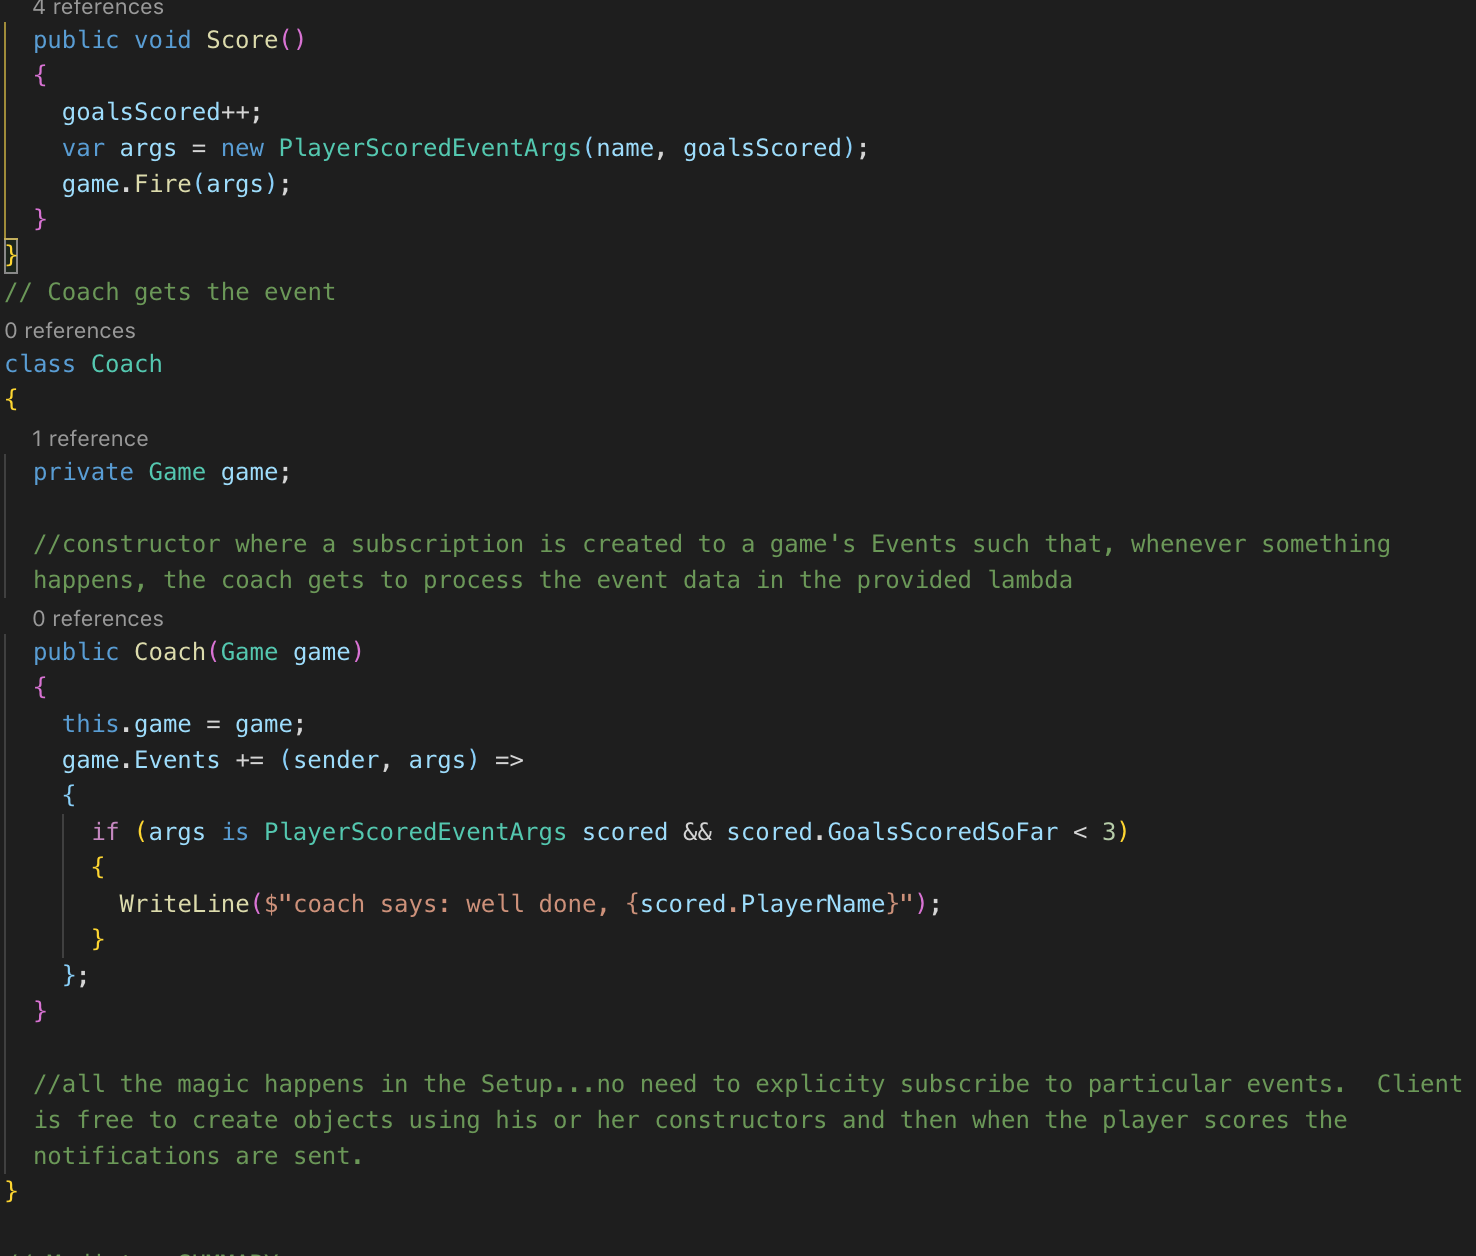 4 references
public void Score()
{
goalsScored++;
var args = new PlayerScoredEventArgs(name, goalsScored);
game.Fire(args);
}
}
// Coach gets the event
0 references
class Coach
{
1 reference
private Game game;
//constructor where a subscription is created to a game's Events such that, whenever something
happens, the coach gets to process the event data in the provided lambda
0 references
public Coach(Game game)
{
this.game = game;
game.Events += (sender, args) =>
{
if (args is PlayerScoredEventArgs scored && scored.GoalsScoredSoFar < 3)
{
WriteLine($"coach says: well done, {scored.PlayerName}");
}
};
}
//all the magic happens in the Setup...no need to explicity subscribe to particular events.  Client
is free to create objects using his or her constructors and then when the player scores the
notifications are sent.
}